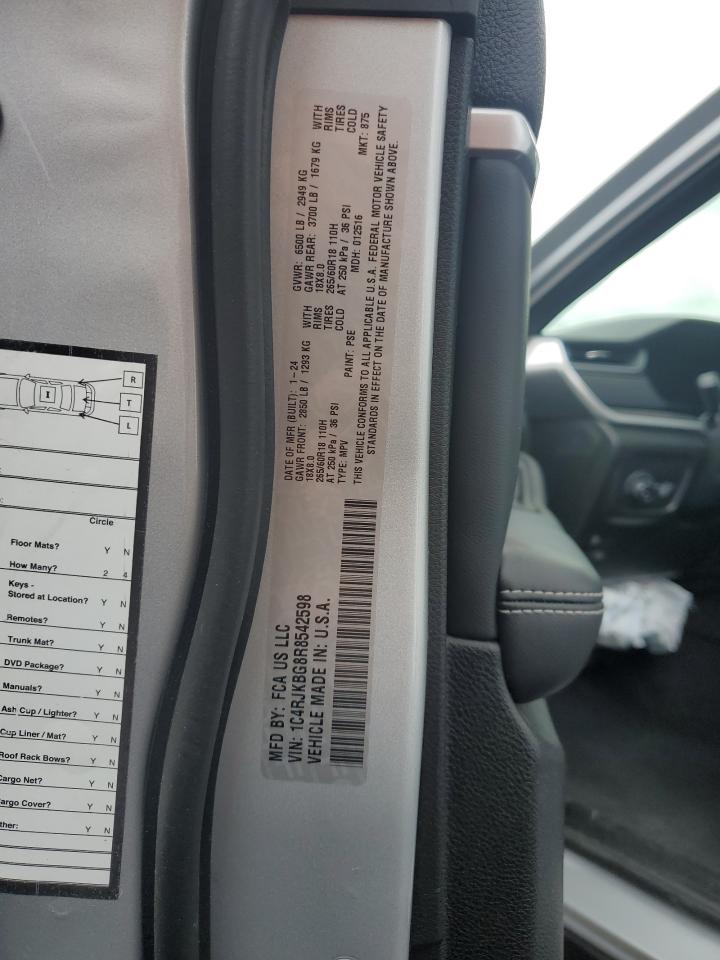 MFD BY: FCA US LLC
VIN: 1C4RJKBG8R8542598
VEHICLE MADE IN: U.S.A.
DATE OF MFR (BUILT): 1-24
GVWR: 6500 LB / 2949 KG
GAWR FRONT: 2850 LB / 1293 KG WITH
GAWR REAR: 3700 LB / 1679 KG WITH
18X8.0 RIMS
18X8.0 RIMS
265/60R18 110H TIRES
265/60R18 110H TIRES
AT 250 kPa / 36 PSI COLD
AT 250 kPa / 36 PSI COLD
TYPE: MPV PAINT: PSE MDH: 012516 MKT: 875
THIS VEHICLE CONFORMS TO ALL APPLICABLE U.S.A. FEDERAL MOTOR VEHICLE SAFETY
STANDARDS IN EFFECT ON THE DATE OF MANUFACTURE SHOWN ABOVE.
I
R
T
L
Circle
Floor Mats? Y N
How Many? 2 4
Keys -
Stored at Location? Y N
Remotes? Y N
Trunk Mat? Y N
DVD Package? Y N
Manuals? Y N
Ash Cup / Lighter? Y N
Cup Liner / Mat? Y N
Roof Rack Bows? Y N
Cargo Net? Y N
argo Cover? Y N
ther: Y N